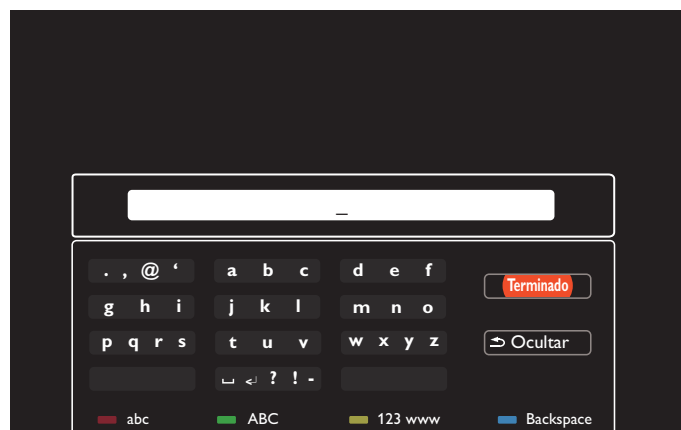 _
. , @ ‘ a b c d e f Terminado
g h i j k l m n o
p q r s t u v w x y z Ocultar
␣ ↲ ? ! -
abc ABC 123 www Backspace